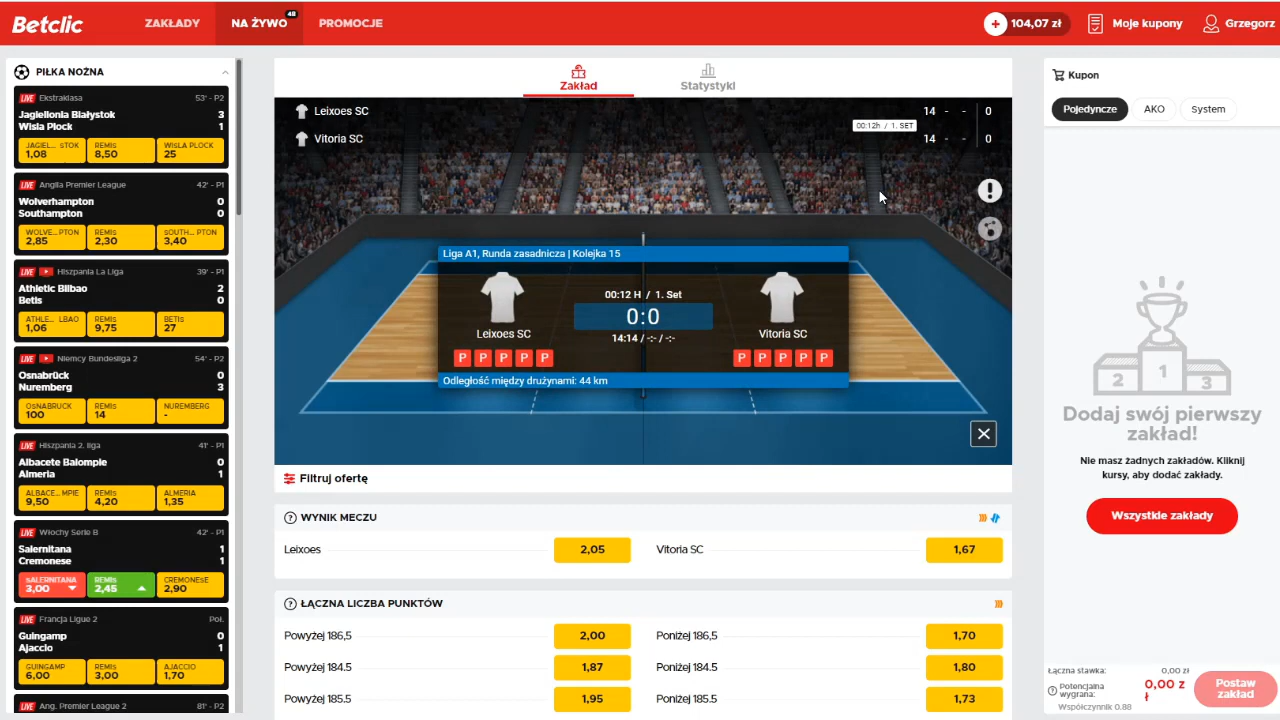 Betclic
ZAKŁADY
NA ŻYWO
48
PROMOCJE
+ 104,07 zł
Moje kupony
Grzegorz
PIŁKA NOŻNA
LIVE Ekstraklasa 53' - P2
Jagiellonia Białystok 3
Wisla Plock 1
JAGIEL... STOK REMIS WISLA PLOCK
1,08 8,50 25
LIVE Anglia Premier League 42' - P1
Wolverhampton 0
Southampton 0
WOLVE... PTON REMIS SOUTH... PTON
2,85 2,30 3,40
LIVE Hiszpania La Liga 39' - P1
Athletic Bilbao 2
Betis 0
ATHLE... LBAO REMIS BETIS
1,06 9,75 27
LIVE Niemcy Bundesliga 2 54' - P2
Osnabrück 0
Nuremberg 3
OSNABRUCK REMIS NUREMBERG
100 14 -
LIVE Hiszpania 2. liga 41' - P1
Albacete Balompie 0
Almeria 1
ALBACE... MPIE REMIS ALMERIA
9,50 4,20 1,35
LIVE Włochy Serie B 42' - P1
Salernitana 1
Cremonese 1
SALERNITANA REMIS CREMONESE
3,00 2,45 2,90
LIVE Francja Ligue 2 Poł.
Guingamp 0
Ajaccio 1
GUINGAMP REMIS AJACCIO
6,00 3,00 1,70
LIVE Ang. Premier League 2 81' - P2
Zakład
Statystyki
Leixoes SC 14 - - 0
00:12h / 1. SET
Vitoria SC 14 - - 0
Liga A1, Runda zasadnicza | Kolejka 15
00:12 H / 1. Set
0:0
Leixoes SC
Vitoria SC
14:14 / -:- / -:-
P P P P P
P P P P P
Odległość między drużynami: 44 km
Filtruj ofertę
WYNIK MECZU
Leixoes 2,05 Vitoria SC 1,67
ŁĄCZNA LICZBA PUNKTÓW
Powyżej 186,5 2,00 Poniżej 186,5 1,70
Powyżej 184.5 1,87 Poniżej 184.5 1,80
Powyżej 185.5 1,95 Poniżej 185.5 1,73
Kupon
Pojedyncze AKO System
2 1 3
Dodaj swój pierwszy
zakład!
Nie masz żadnych zakładów. Kliknij
kursy, aby dodać zakłady.
Wszystkie zakłady
Łączna stawka: 0,00 zł
Potencjalna
wygrana:
0,00 z
ł
Współczynnik 0.88
Postaw
zakład